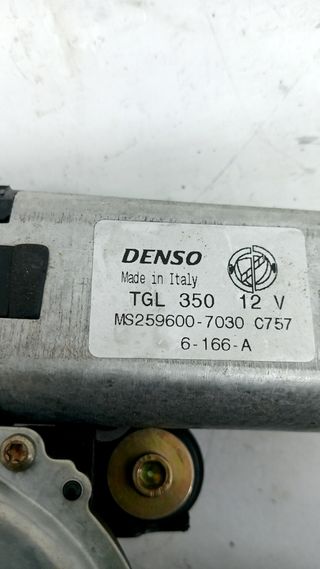 DENSO
Made in Italy
TGL 350 12 V
MS259600-7030 C757
6-166-A